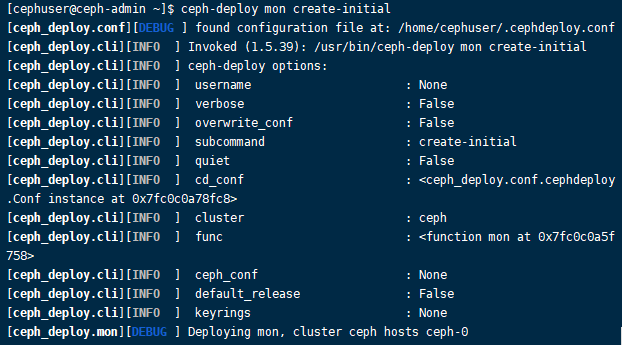 [cephuser@ceph-admin ~]$ ceph-deploy mon create-initial
[ceph_deploy.conf][DEBUG ] found configuration file at: /home/cephuser/.cephdeploy.conf
[ceph_deploy.cli][INFO  ] Invoked (1.5.39): /usr/bin/ceph-deploy mon create-initial
[ceph_deploy.cli][INFO  ] ceph-deploy options:
[ceph_deploy.cli][INFO  ]  username                      : None
[ceph_deploy.cli][INFO  ]  verbose                       : False
[ceph_deploy.cli][INFO  ]  overwrite_conf                : False
[ceph_deploy.cli][INFO  ]  subcommand                    : create-initial
[ceph_deploy.cli][INFO  ]  quiet                         : False
[ceph_deploy.cli][INFO  ]  cd_conf                       : <ceph_deploy.conf.cephdeploy
.Conf instance at 0x7fc0c0a78fc8>
[ceph_deploy.cli][INFO  ]  cluster                       : ceph
[ceph_deploy.cli][INFO  ]  func                          : <function mon at 0x7fc0c0a5f
758>
[ceph_deploy.cli][INFO  ]  ceph_conf                     : None
[ceph_deploy.cli][INFO  ]  default_release               : False
[ceph_deploy.cli][INFO  ]  keyrings                      : None
[ceph_deploy.mon][DEBUG ] Deploying mon, cluster ceph hosts ceph-0